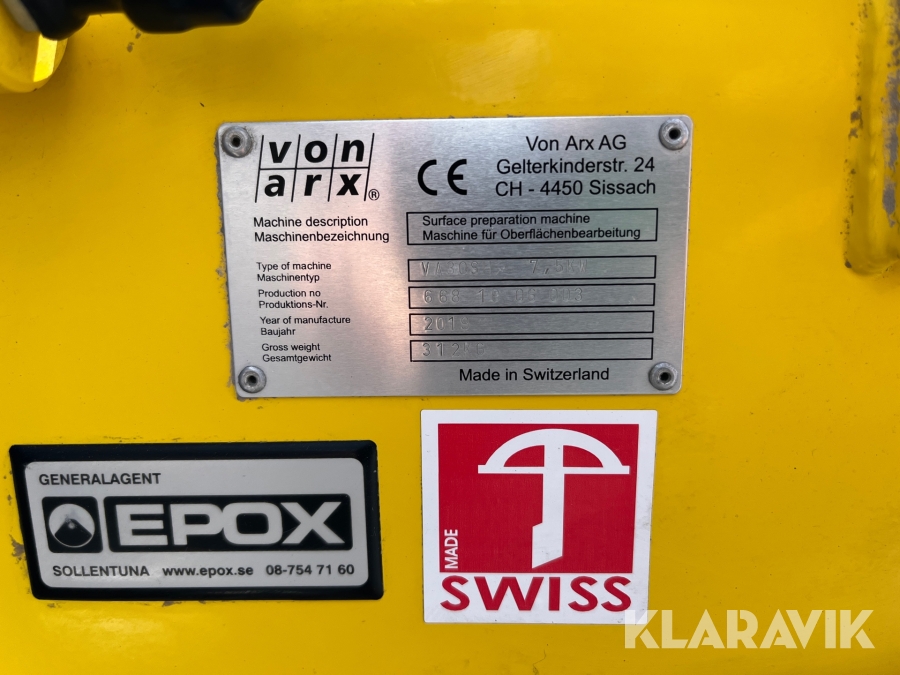 von
arx®
CE
Von Arx AG
Gelterkinderstr. 24
CH - 4450 Sissach
Machine description
Maschinenbezeichnung
Surface preparation machine
Maschine für Oberflächenbearbeitung
Type of machine
Maschinentyp
Production no
Produktions-Nr.
Year of manufacture
Baujahr
Gross weight
Gesamtgewicht
Made in Switzerland
GENERALAGENT
EPOX
SOLLENTUNA www.epox.se 08-754 71 60
MADE
SWISS
KLARAVIK